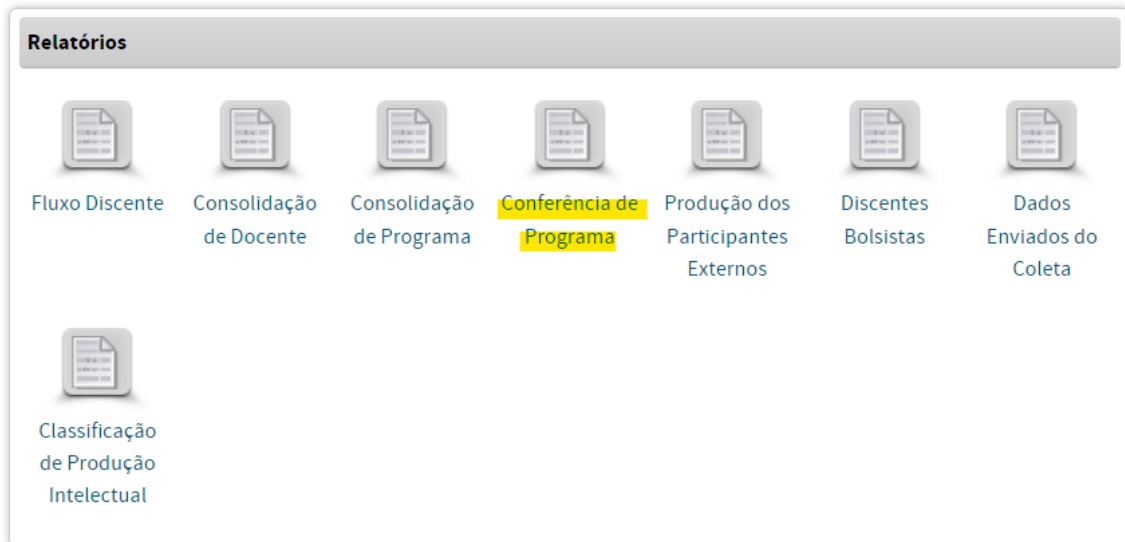 Relatórios
Fluxo Discente
Consolidação
de Docente
Consolidação
de Programa
Conferência de
Programa
Produção dos
Participantes
Externos
Discentes
Bolsistas
Dados
Enviados do
Coleta
Classificação
de Produção
Intelectual